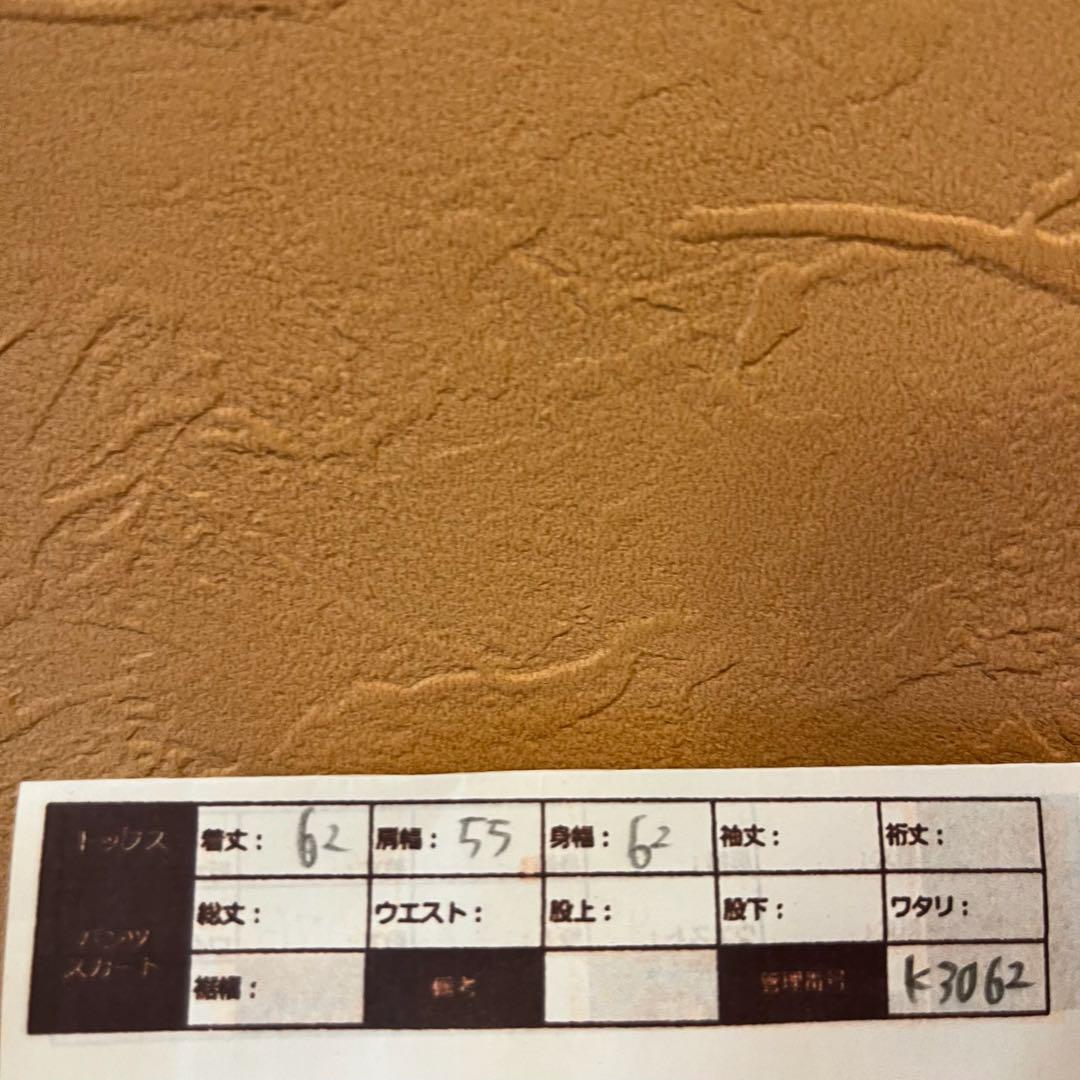 トップス 着丈： 62 肩幅： 55 身幅： 62 袖丈： 裄丈：
パンツ スカート 総丈： ウエスト： 股上： 股下： ワタリ：
裾幅： 備考 管理番号 K3062